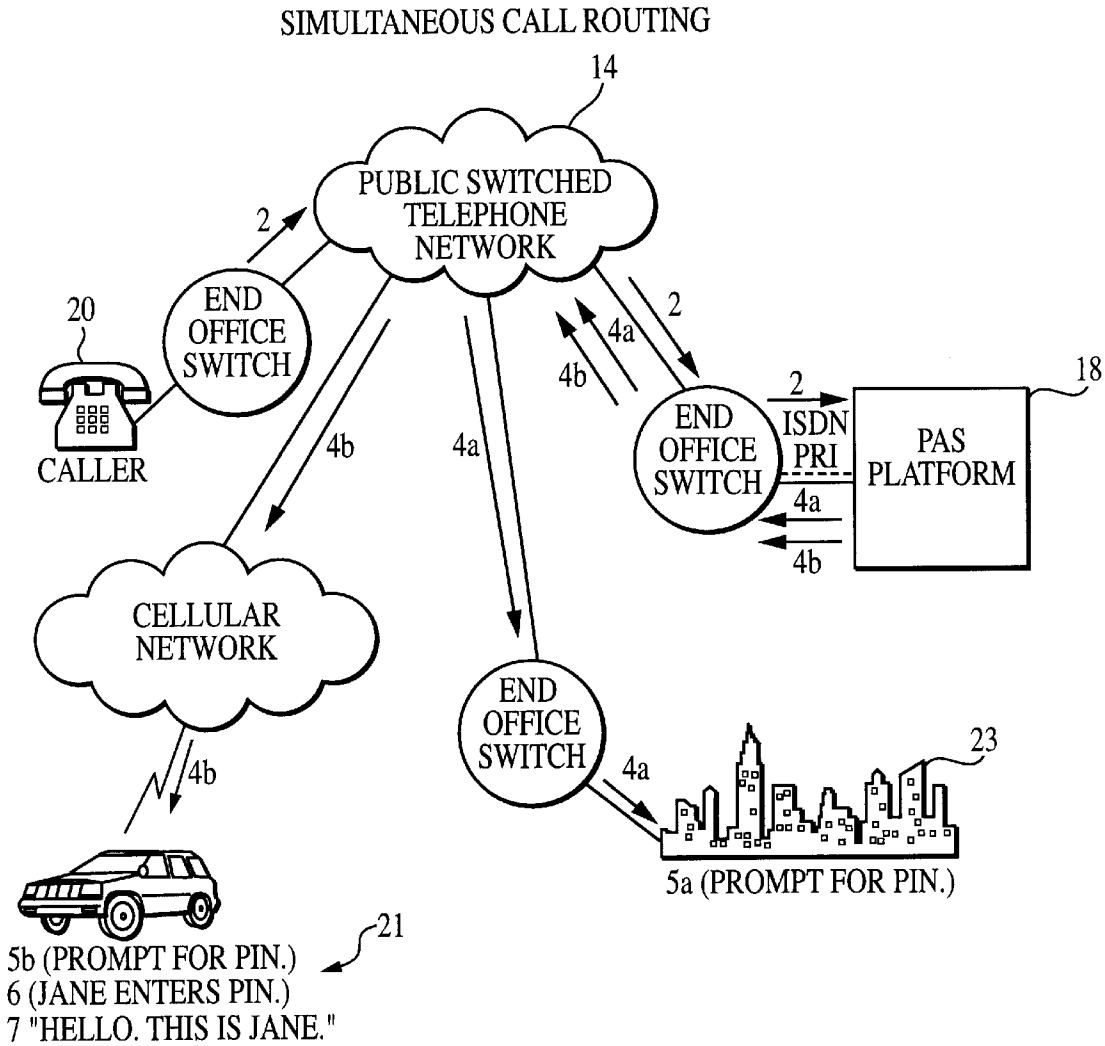 SIMULTANEOUS CALL ROUTING
14
PUBLIC SWITCHED
TELEPHONE
NETWORK
2
END
OFFICE
SWITCH
20
CALLER
2
4a
4b
END
OFFICE
SWITCH
2
ISDN
PRI
4a
4b
18
PAS
PLATFORM
4b
4a
CELLULAR
NETWORK
4b
END
OFFICE
SWITCH
4a
23
5a (PROMPT FOR PIN.)
21
5b (PROMPT FOR PIN.)
6 (JANE ENTERS PIN.)
7 "HELLO. THIS IS JANE."